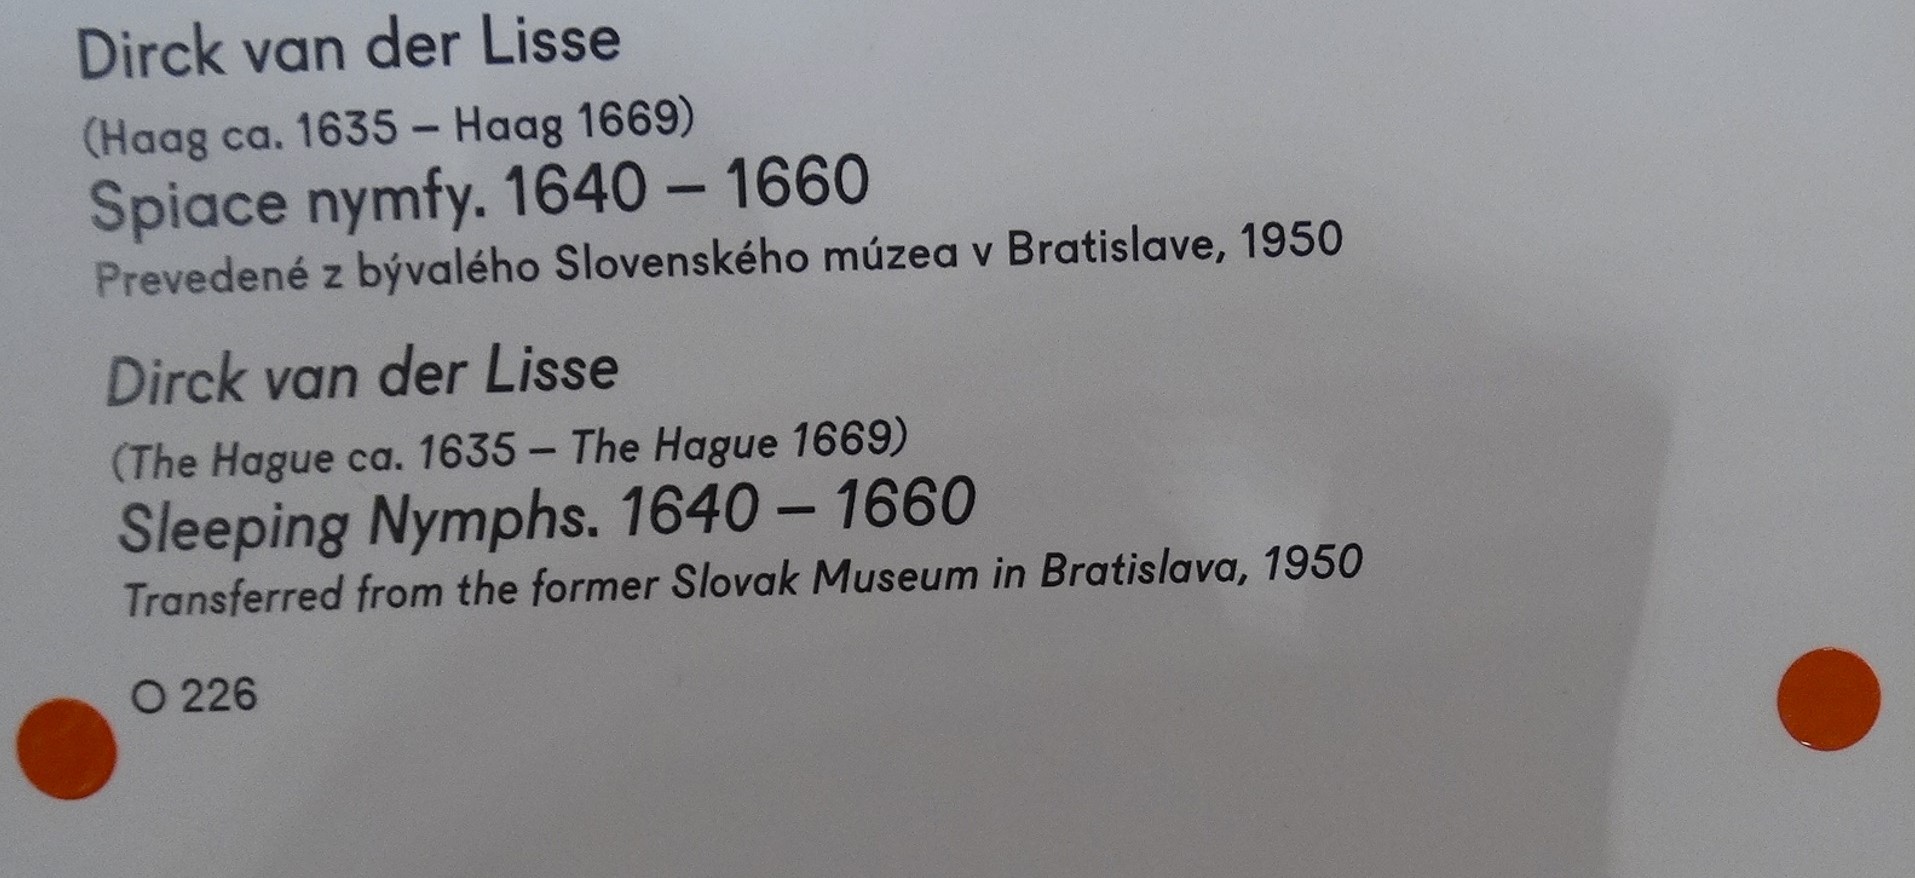 Dirck van der Lisse
(Haag ca. 1635 – Haag 1669)
Spiace nymfy. 1640 – 1660
Prevedené z bývalého Slovenského múzea v Bratislave, 1950
Dirck van der Lisse
(The Hague ca. 1635 – The Hague 1669)
Sleeping Nymphs. 1640 – 1660
Transferred from the former Slovak Museum in Bratislava, 1950
O 226